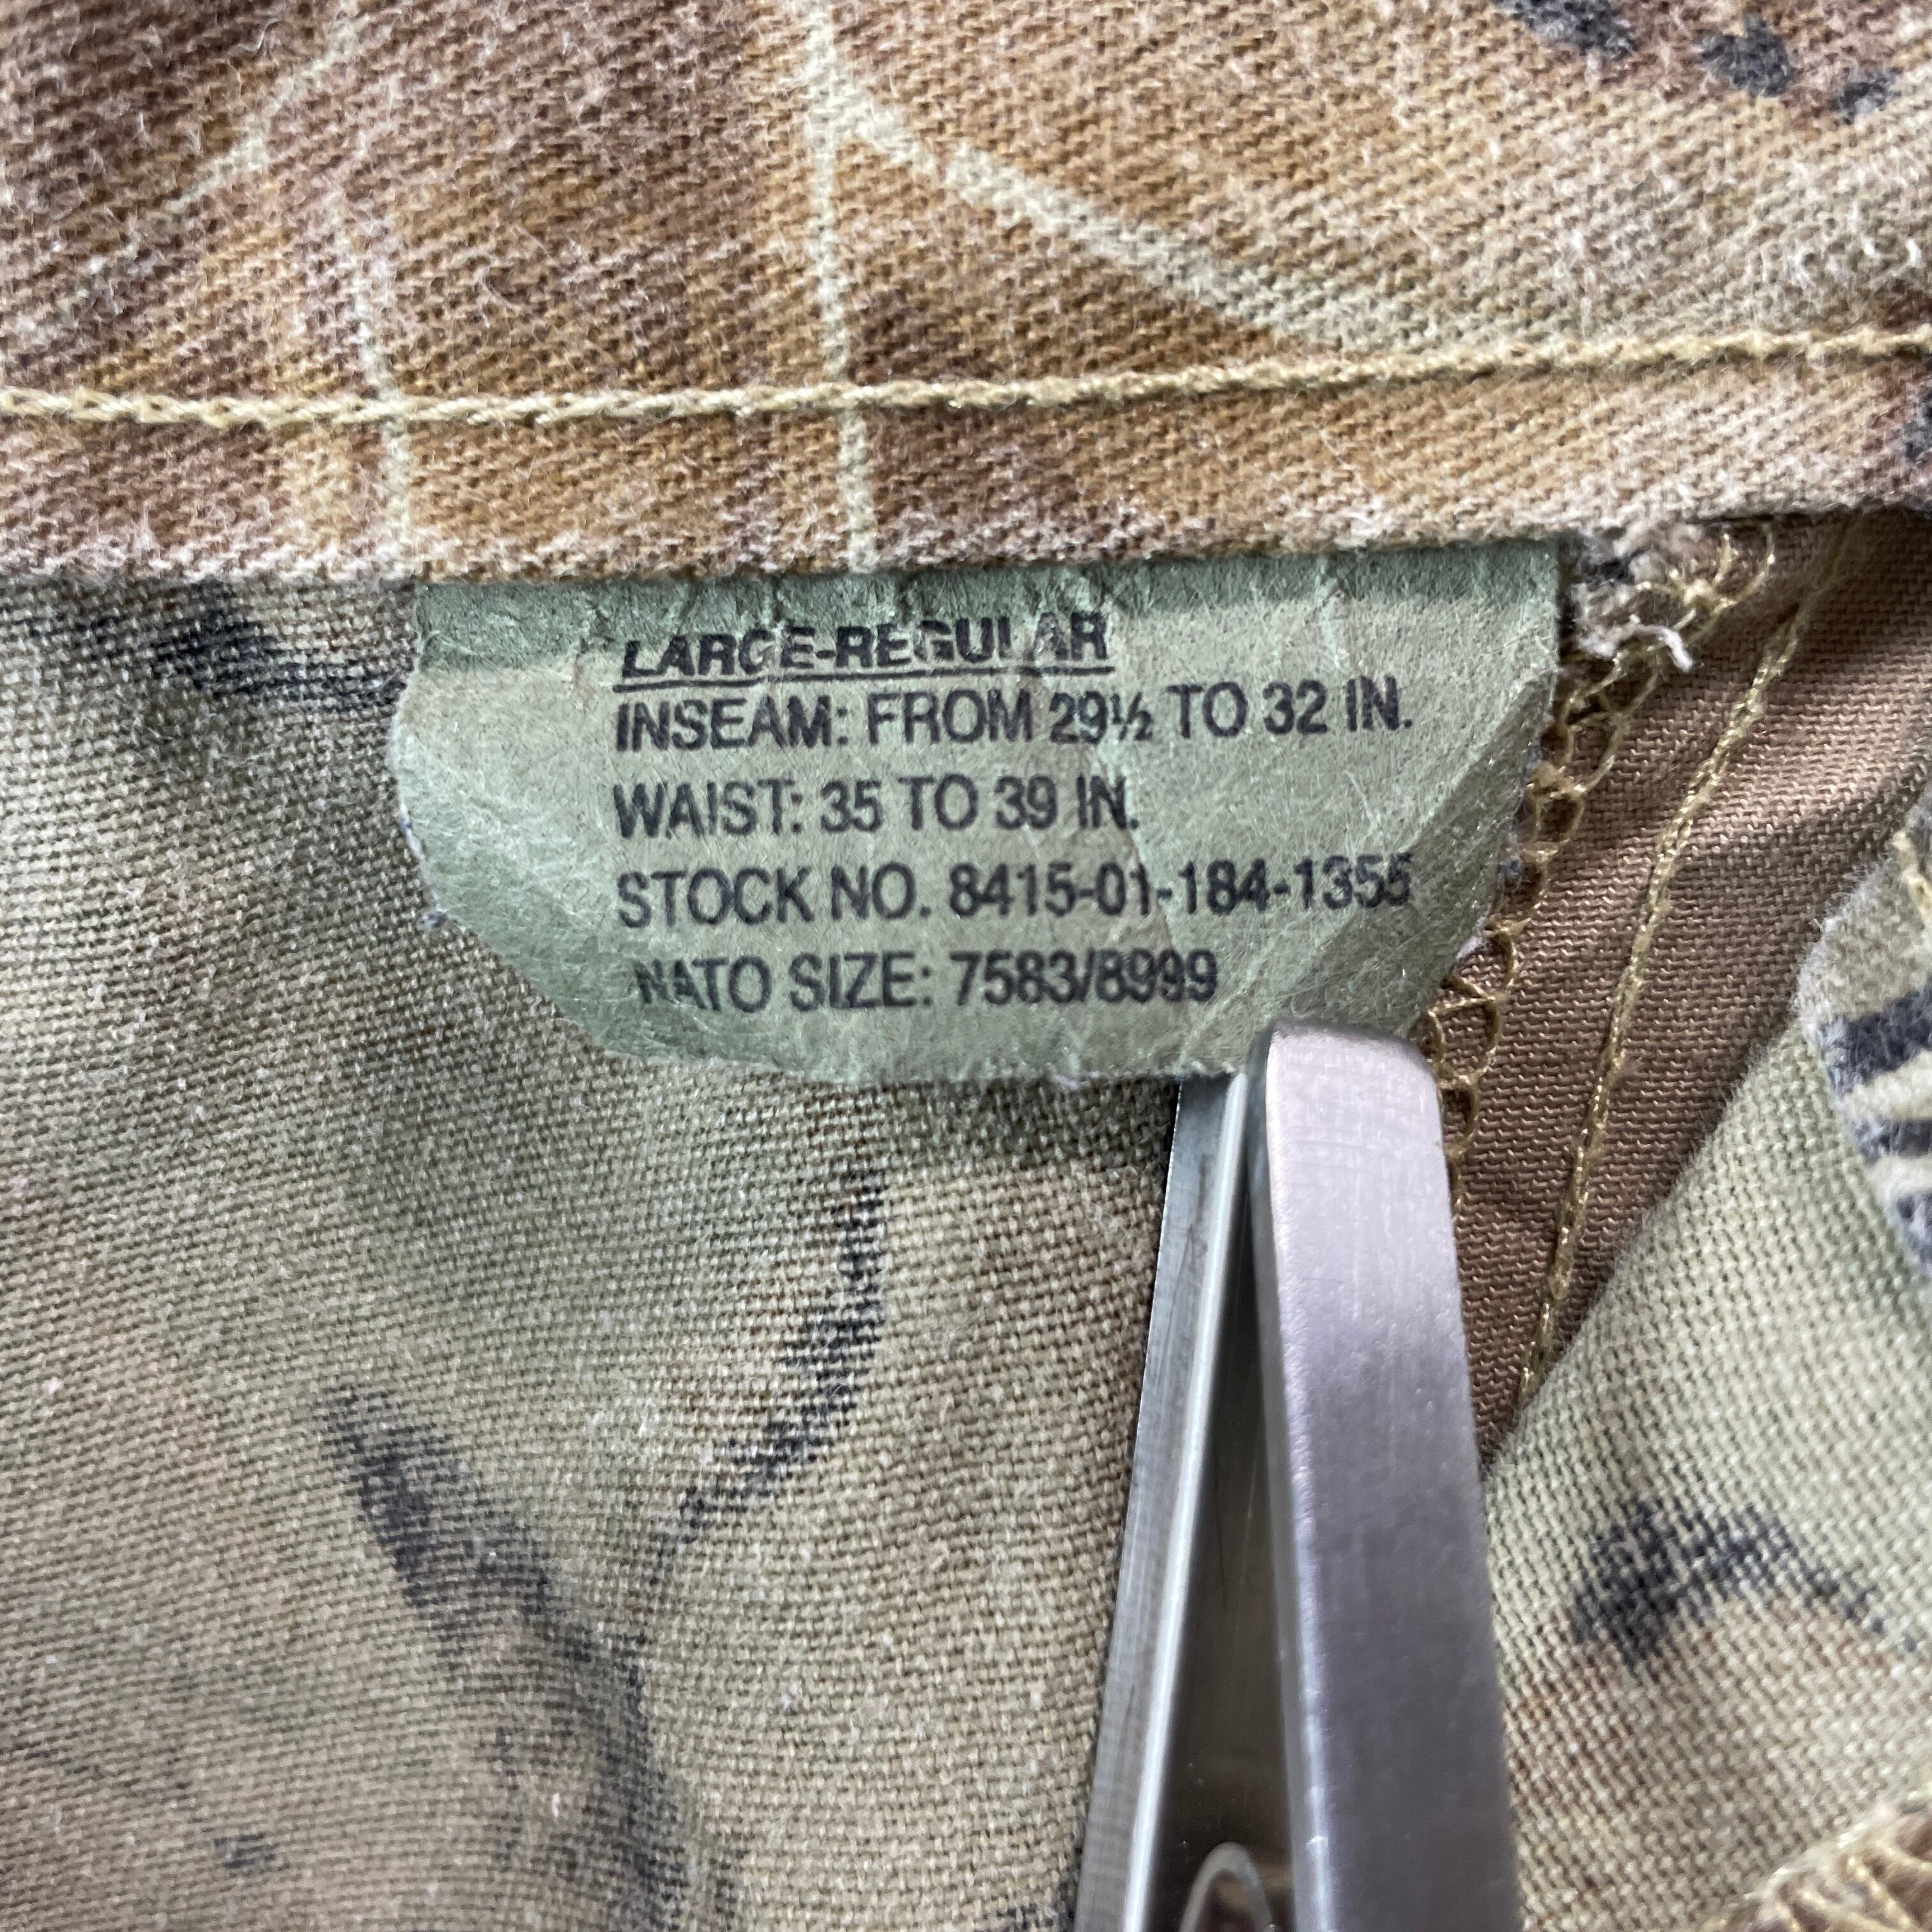 LARGE-REGULAR
INSEAM: FROM 29½ TO 32 IN.
WAIST: 35 TO 39 IN.
STOCK NO. 8415-01-184-1355
NATO SIZE: 7583/8999